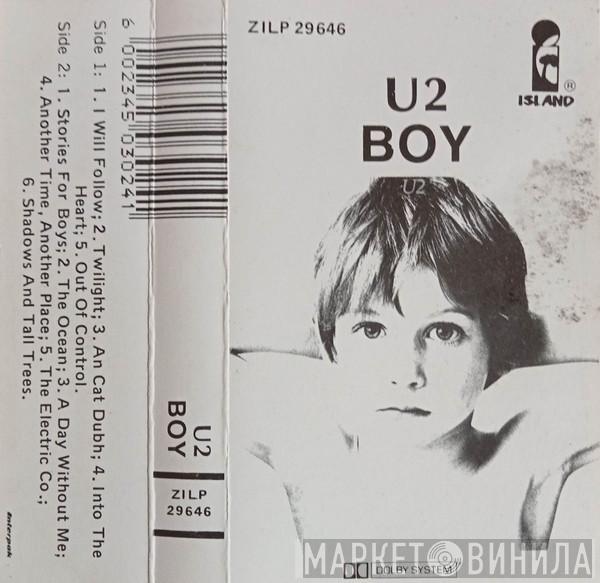 6 002345 030241
Side 1: 1. I Will Follow; 2. Twilight; 3. An Cat Dubh; 4. Into The
Heart; 5. Out Of Control.
Side 2: 1. Stories For Boys; 2. The Ocean; 3. A Day Without Me;
4. Another Time, Another Place; 5. The Electric Co.;
6. Shadows And Tall Trees.
Interpak
U2
BOY
ZILP
29646
ZILP 29646
ISLAND
®
U2
BOY
U2
DOLBY SYSTEM
МАРКЕТ ВИНИЛА